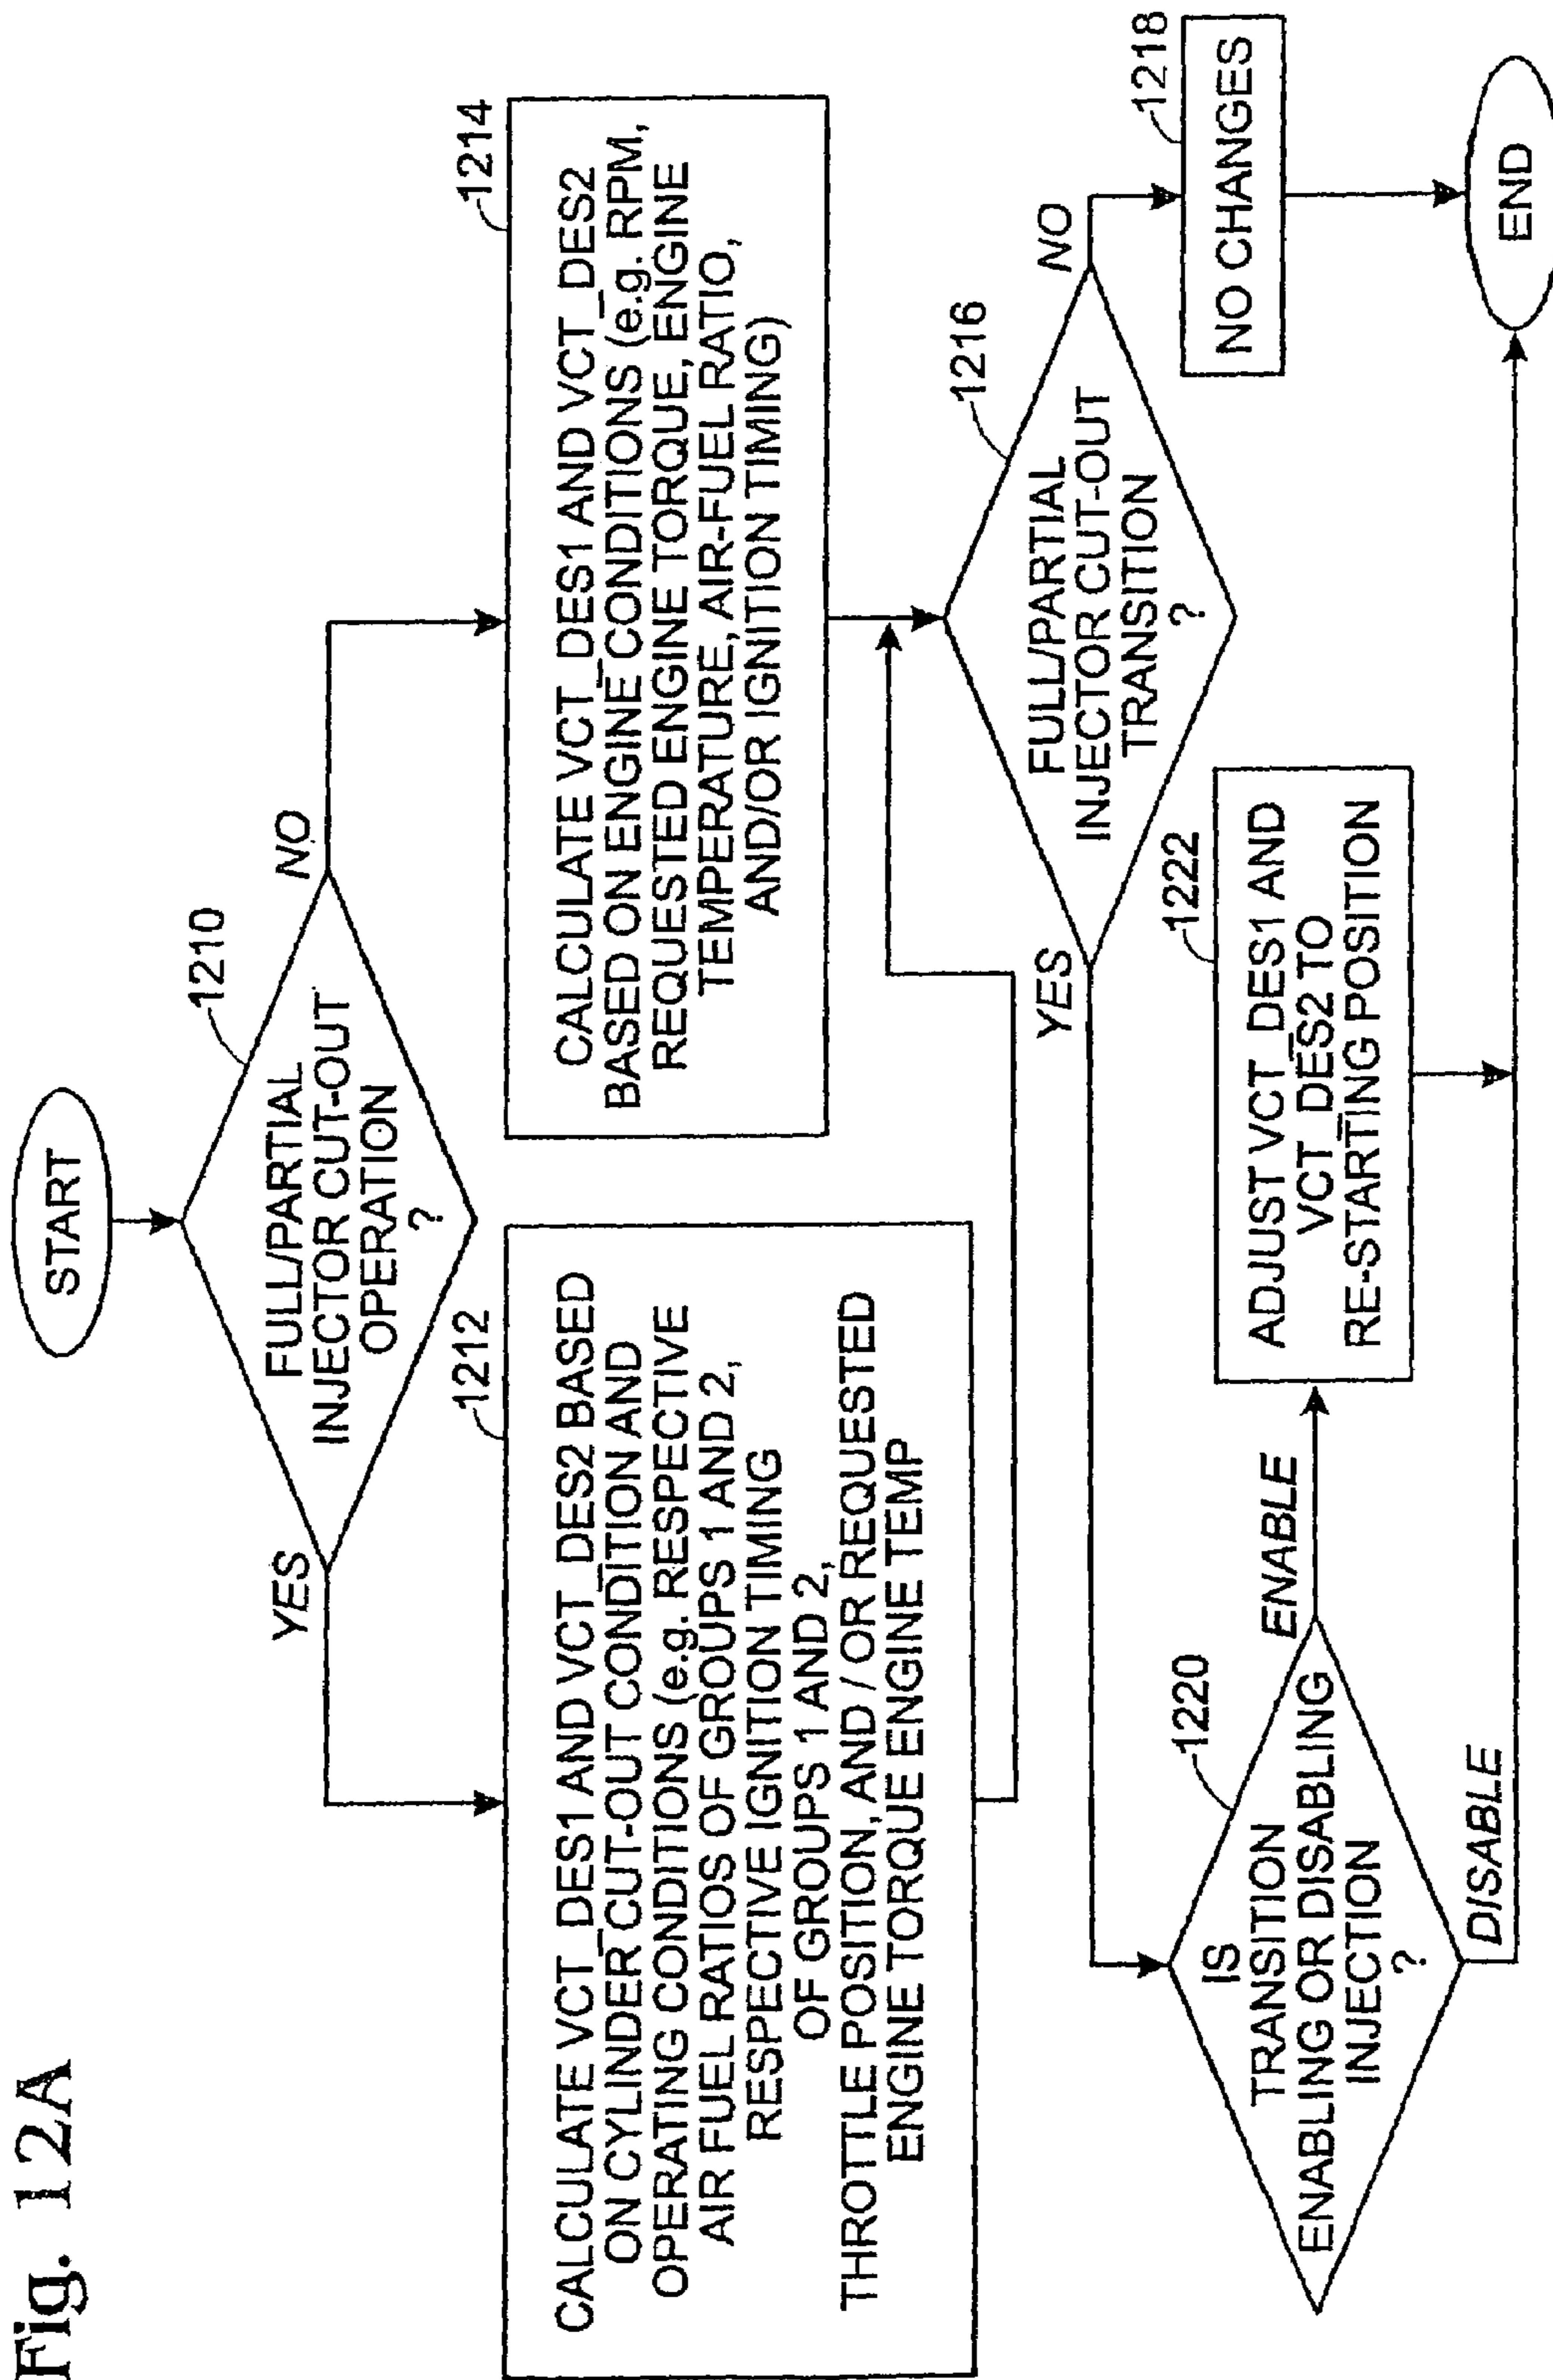 Fig. 12A
START
1210
FULL/PARTIAL
INJECTOR CUT-OUT
OPERATION
?
YES
NO
1212
CALCULATE VCT_DES1 AND VCT_DES2 BASED
ON CYLINDER CUT-OUT CONDITION AND
OPERATING CONDITIONS (e.g. RESPECTIVE
AIR FUEL RATIOS OF GROUPS 1 AND 2,
RESPECTIVE IGNITION TIMING
OF GROUPS 1 AND 2,
THROTTLE POSITION, AND / OR REQUESTED
ENGINE TORQUE ENGINE TEMP
1214
CALCULATE VCT_DES1 AND VCT_DES2
BASED ON ENGINE CONDITIONS (e.g. RPM,
REQUESTED ENGINE TORQUE, ENGINE
TEMPERATURE, AIR-FUEL RATIO,
AND/OR IGNITION TIMING)
1216
FULL/PARTIAL
INJECTOR CUT-OUT
TRANSITION
?
YES
NO
1218
NO CHANGES
1220
IS
TRANSITION
ENABLING OR DISABLING
INJECTION
?
ENABLE
DISABLE
1222
ADJUST VCT_DES1 AND
VCT_DES2 TO
RE-STARTING POSITION
END